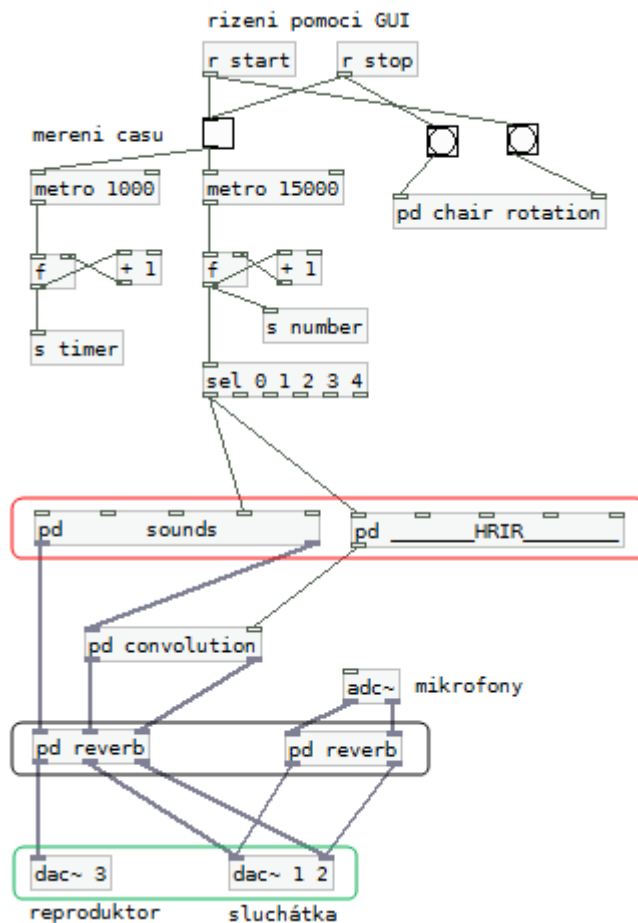 rizeni pomoci GUI
r start
r stop
mereni casu
metro 1000
metro 15000
pd chair rotation
f
+ 1
f
+ 1
s number
s timer
sel 0 1 2 3 4
pd sounds
pd _______HRIR________
pd convolution
adc~
mikrofony
pd reverb
pd reverb
dac~ 3
dac~ 1 2
reproduktor
sluchátka